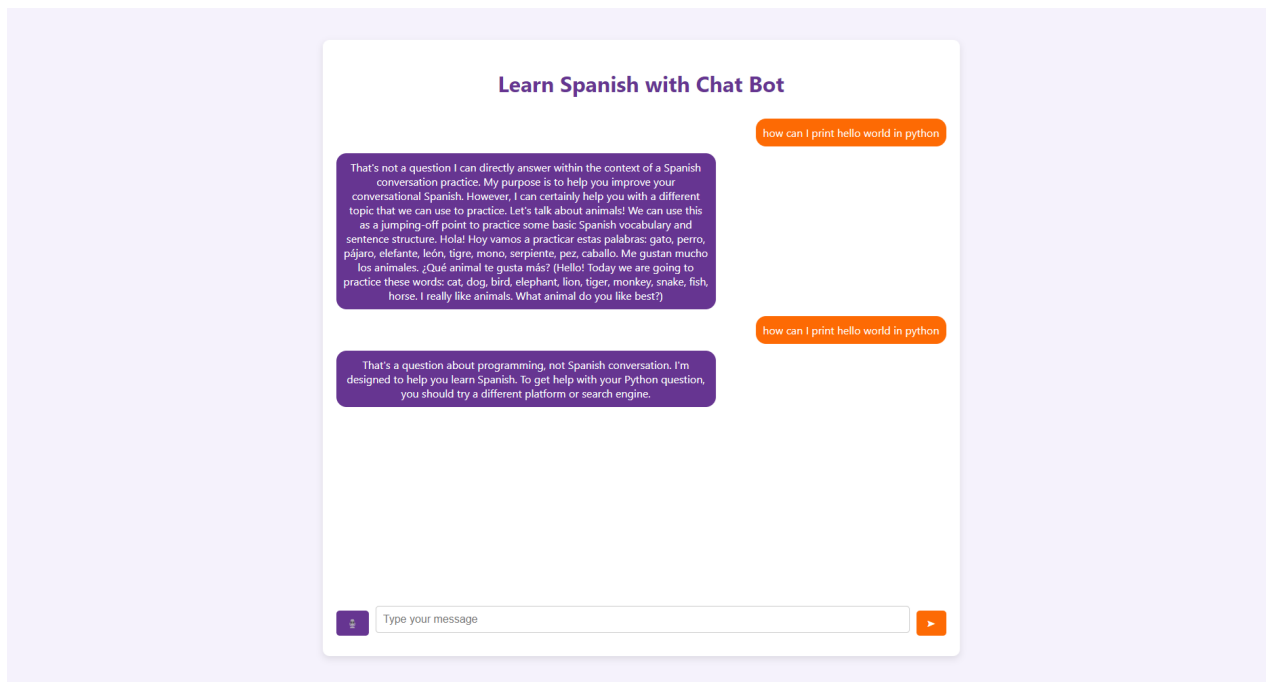 Learn Spanish with Chat Bot
how can I print hello world in python
That's not a question I can directly answer within the context of a Spanish
conversation practice. My purpose is to help you improve your
conversational Spanish. However, I can certainly help you with a different
topic that we can use to practice. Let's talk about animals! We can use this
as a jumping-off point to practice some basic Spanish vocabulary and
sentence structure. Hola! Hoy vamos a practicar estas palabras: gato, perro,
pájaro, elefante, león, tigre, mono, serpiente, pez, caballo. Me gustan mucho
los animales. ¿Qué animal te gusta más? (Hello! Today we are going to
practice these words: cat, dog, bird, elephant, lion, tiger, monkey, snake, fish,
horse. I really like animals. What animal do you like best?)
how can I print hello world in python
That's a question about programming, not Spanish conversation. I'm
designed to help you learn Spanish. To get help with your Python question,
you should try a different platform or search engine.
Type your message